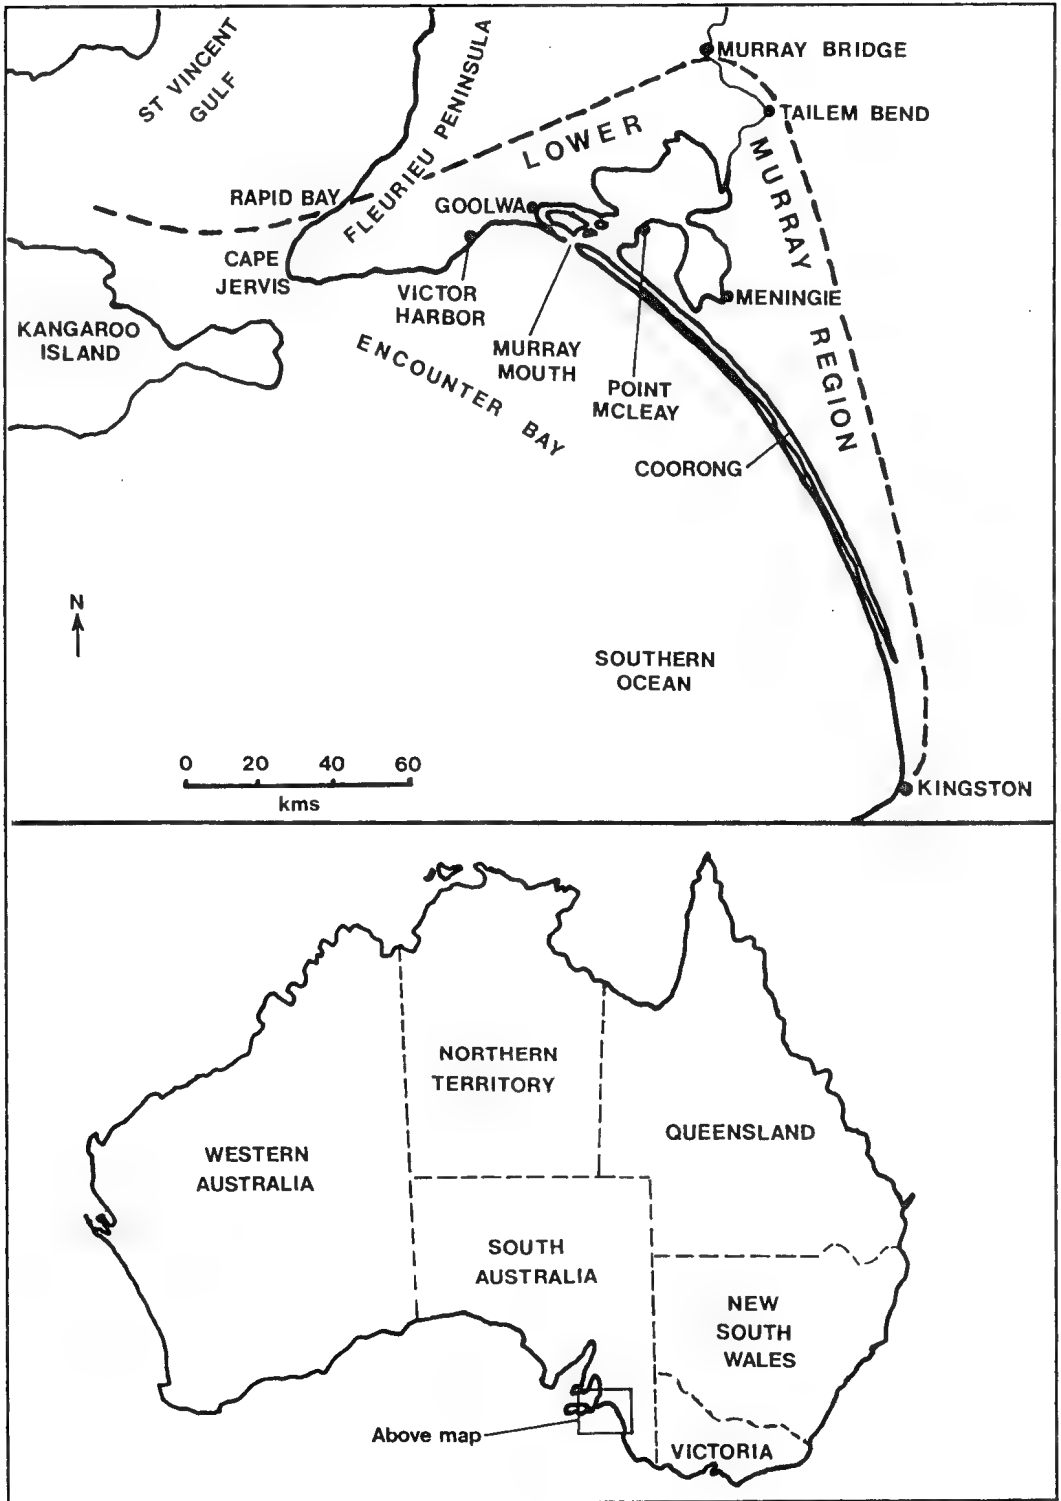 ST VINCENT
GULF
FLEURIEU PENINSULA
MURRAY BRIDGE
TAILEM BEND
LOWER
MURRAY
REGION
RAPID BAY
GOOLWA
CAPE
JERVIS
VICTOR
HARBOR
MENINGIE
KANGAROO
ISLAND
ENCOUNTER BAY
MURRAY
MOUTH
POINT
MCLEAY
COORONG
N
SOUTHERN
OCEAN
0 20 40 60
kms
KINGSTON
NORTHERN
TERRITORY
QUEENSLAND
WESTERN
AUSTRALIA
SOUTH
AUSTRALIA
NEW
SOUTH
WALES
Above map
VICTORIA